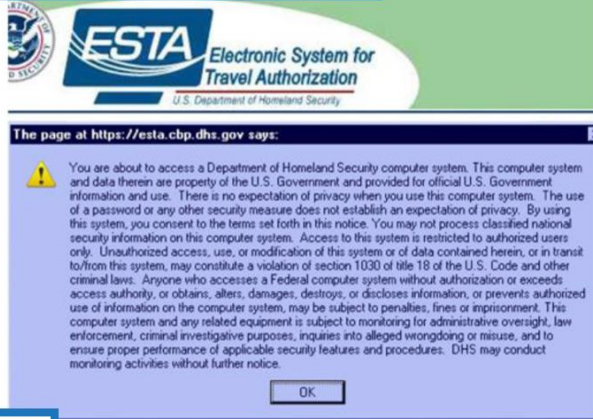 ARTMENT OF
D SECURITY
ESTA
Electronic System for
Travel Authorization
U.S. Department of Homeland Security
The page at https://esta.cbp.dhs.gov says:
You are about to access a Department of Homeland Security computer system. This computer system
and data therein are property of the U.S. Government and provided for official U.S. Government
information and use. There is no expectation of privacy when you use this computer system. The use
of a password or any other security measure does not establish an expectation of privacy. By using
this system, you consent to the terms set forth in this notice. You may not process classified national
security information on this computer system. Access to this system is restricted to authorized users
only. Unauthorized access, use, or modification of this system or of data contained herein, or in transit
to/from this system, may constitute a violation of section 1030 of title 18 of the U.S. Code and other
criminal laws. Anyone who accesses a Federal computer system without authorization or exceeds
access authority, or obtains, alters, damages, destroys, or discloses information, or prevents authorized
use of information on the computer system, may be subject to penalties, fines or imprisonment. This
computer system and any related equipment is subject to monitoring for administrative oversight, law
enforcement, criminal investigative purposes, inquiries into alleged wrongdoing or misuse, and to
ensure proper performance of applicable security features and procedures. DHS may conduct
monitoring activities without further notice.
OK